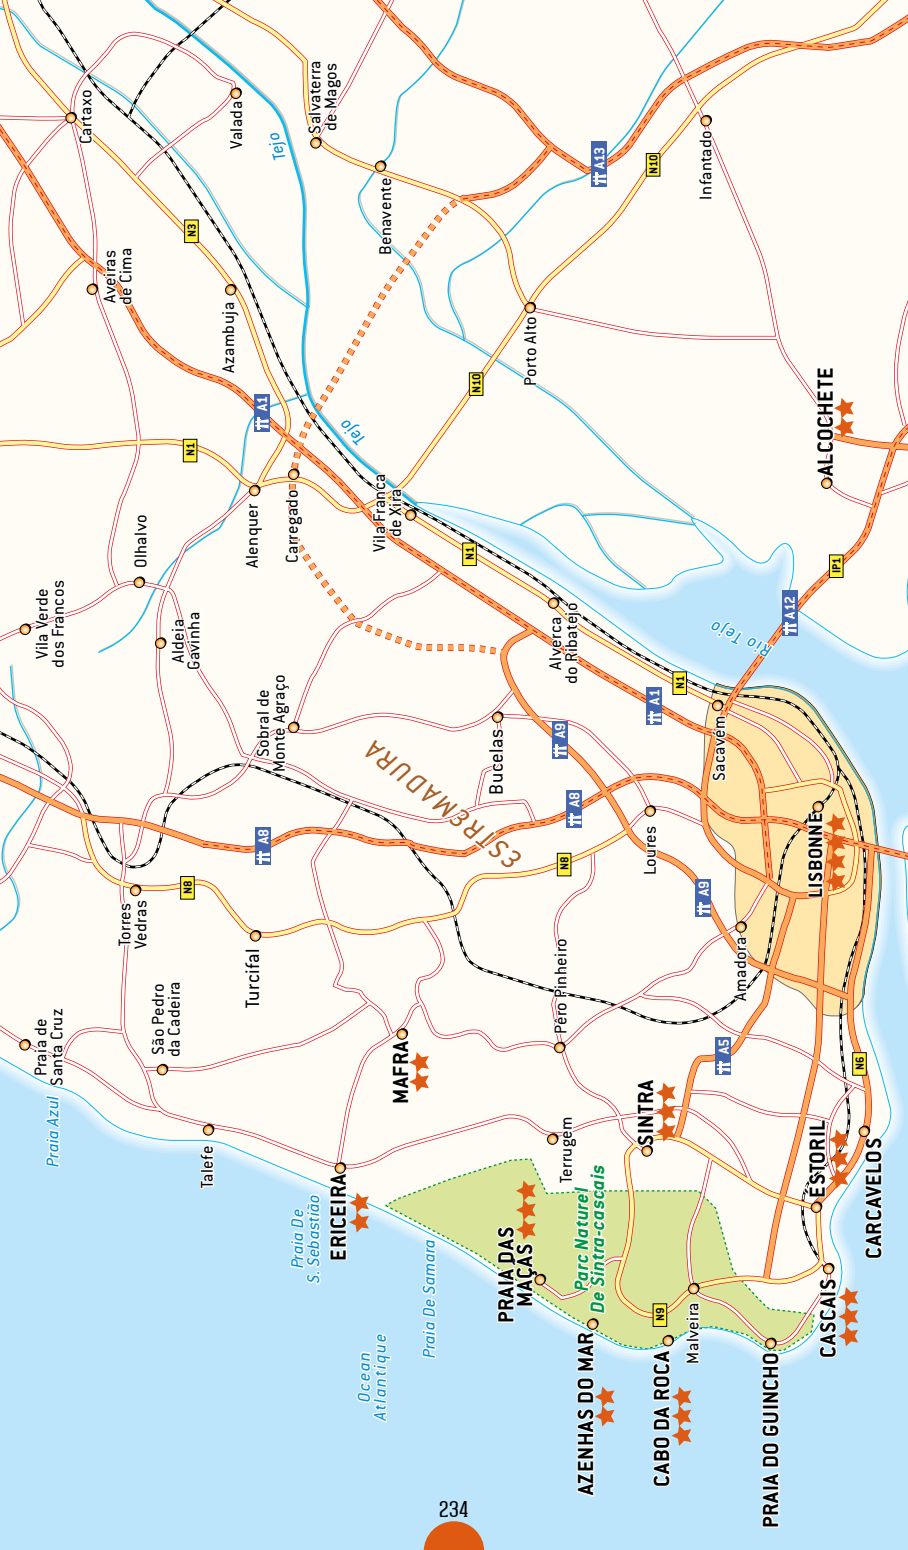 Cartaxo
Valada
Tejo
Salvaterra
de Magos
A13
N10
Infantado
Benavente
N3
Aveiras
de Cima
Azambuja
Porto Alto
N10
A1
N1
Tejo
ALCOCHETE
Alenquer
Carregado
Vila Franca
de Xira
Olhalvo
N1
IP1
Vila Verde
dos Francos
Aldeia
Gavinha
Alverca
do Ribatejo
A12
Rio Tejo
Sobral de
Monte Agraço
N1
A1
Sacavém
Bucelas
A9
ESTREMADURA
A8
A8
Loures
LISBONNE
N8
N8
A9
Torres
Vedras
Turcifal
Amadora
Praia de
Santa Cruz
São Pedro
da Cadeira
Péro Pinheiro
MAFRA
A5
N6
Praia Azul
Talefe
Terrugem
SINTRA
ESTORIL
CARCAVELOS
Praia De
S. Sebastião
ERICEIRA
Praia De Samara
PRAIA DAS
MAÇAS
Parc Naturel
De Sintra-cascais
N9
Malveira
CASCAIS
Ocean
Atlantique
AZENHAS DO MAR
CABO DA ROCA
PRAIA DO GUINCHO
234